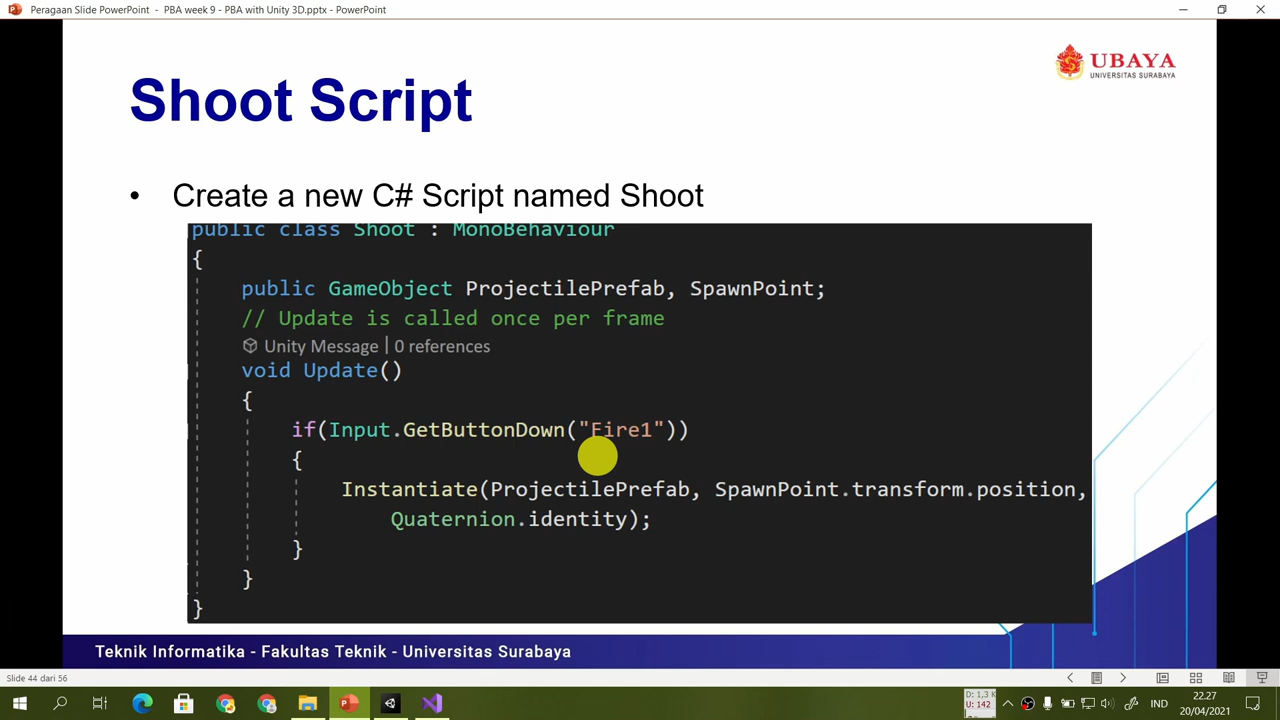 Peragaan Slide PowerPoint - PBA week 9 - PBA with Unity 3D.pptx - PowerPoint
UBAYA
UNIVERSITAS SURABAYA
Shoot Script
• Create a new C# Script named Shoot
public class Shoot : MonoBehaviour
{
public GameObject ProjectilePrefab, SpawnPoint;
// Update is called once per frame
Unity Message | 0 references
void Update()
{
if(Input.GetButtonDown("Fire1"))
{
Instantiate(ProjectilePrefab, SpawnPoint.transform.position,
Quaternion.identity);
}
}
}
Teknik Informatika - Fakultas Teknik - Universitas Surabaya
Slide 44 dari 56
D: 1,3 K
U: 142
IND
22.27
20/04/2021